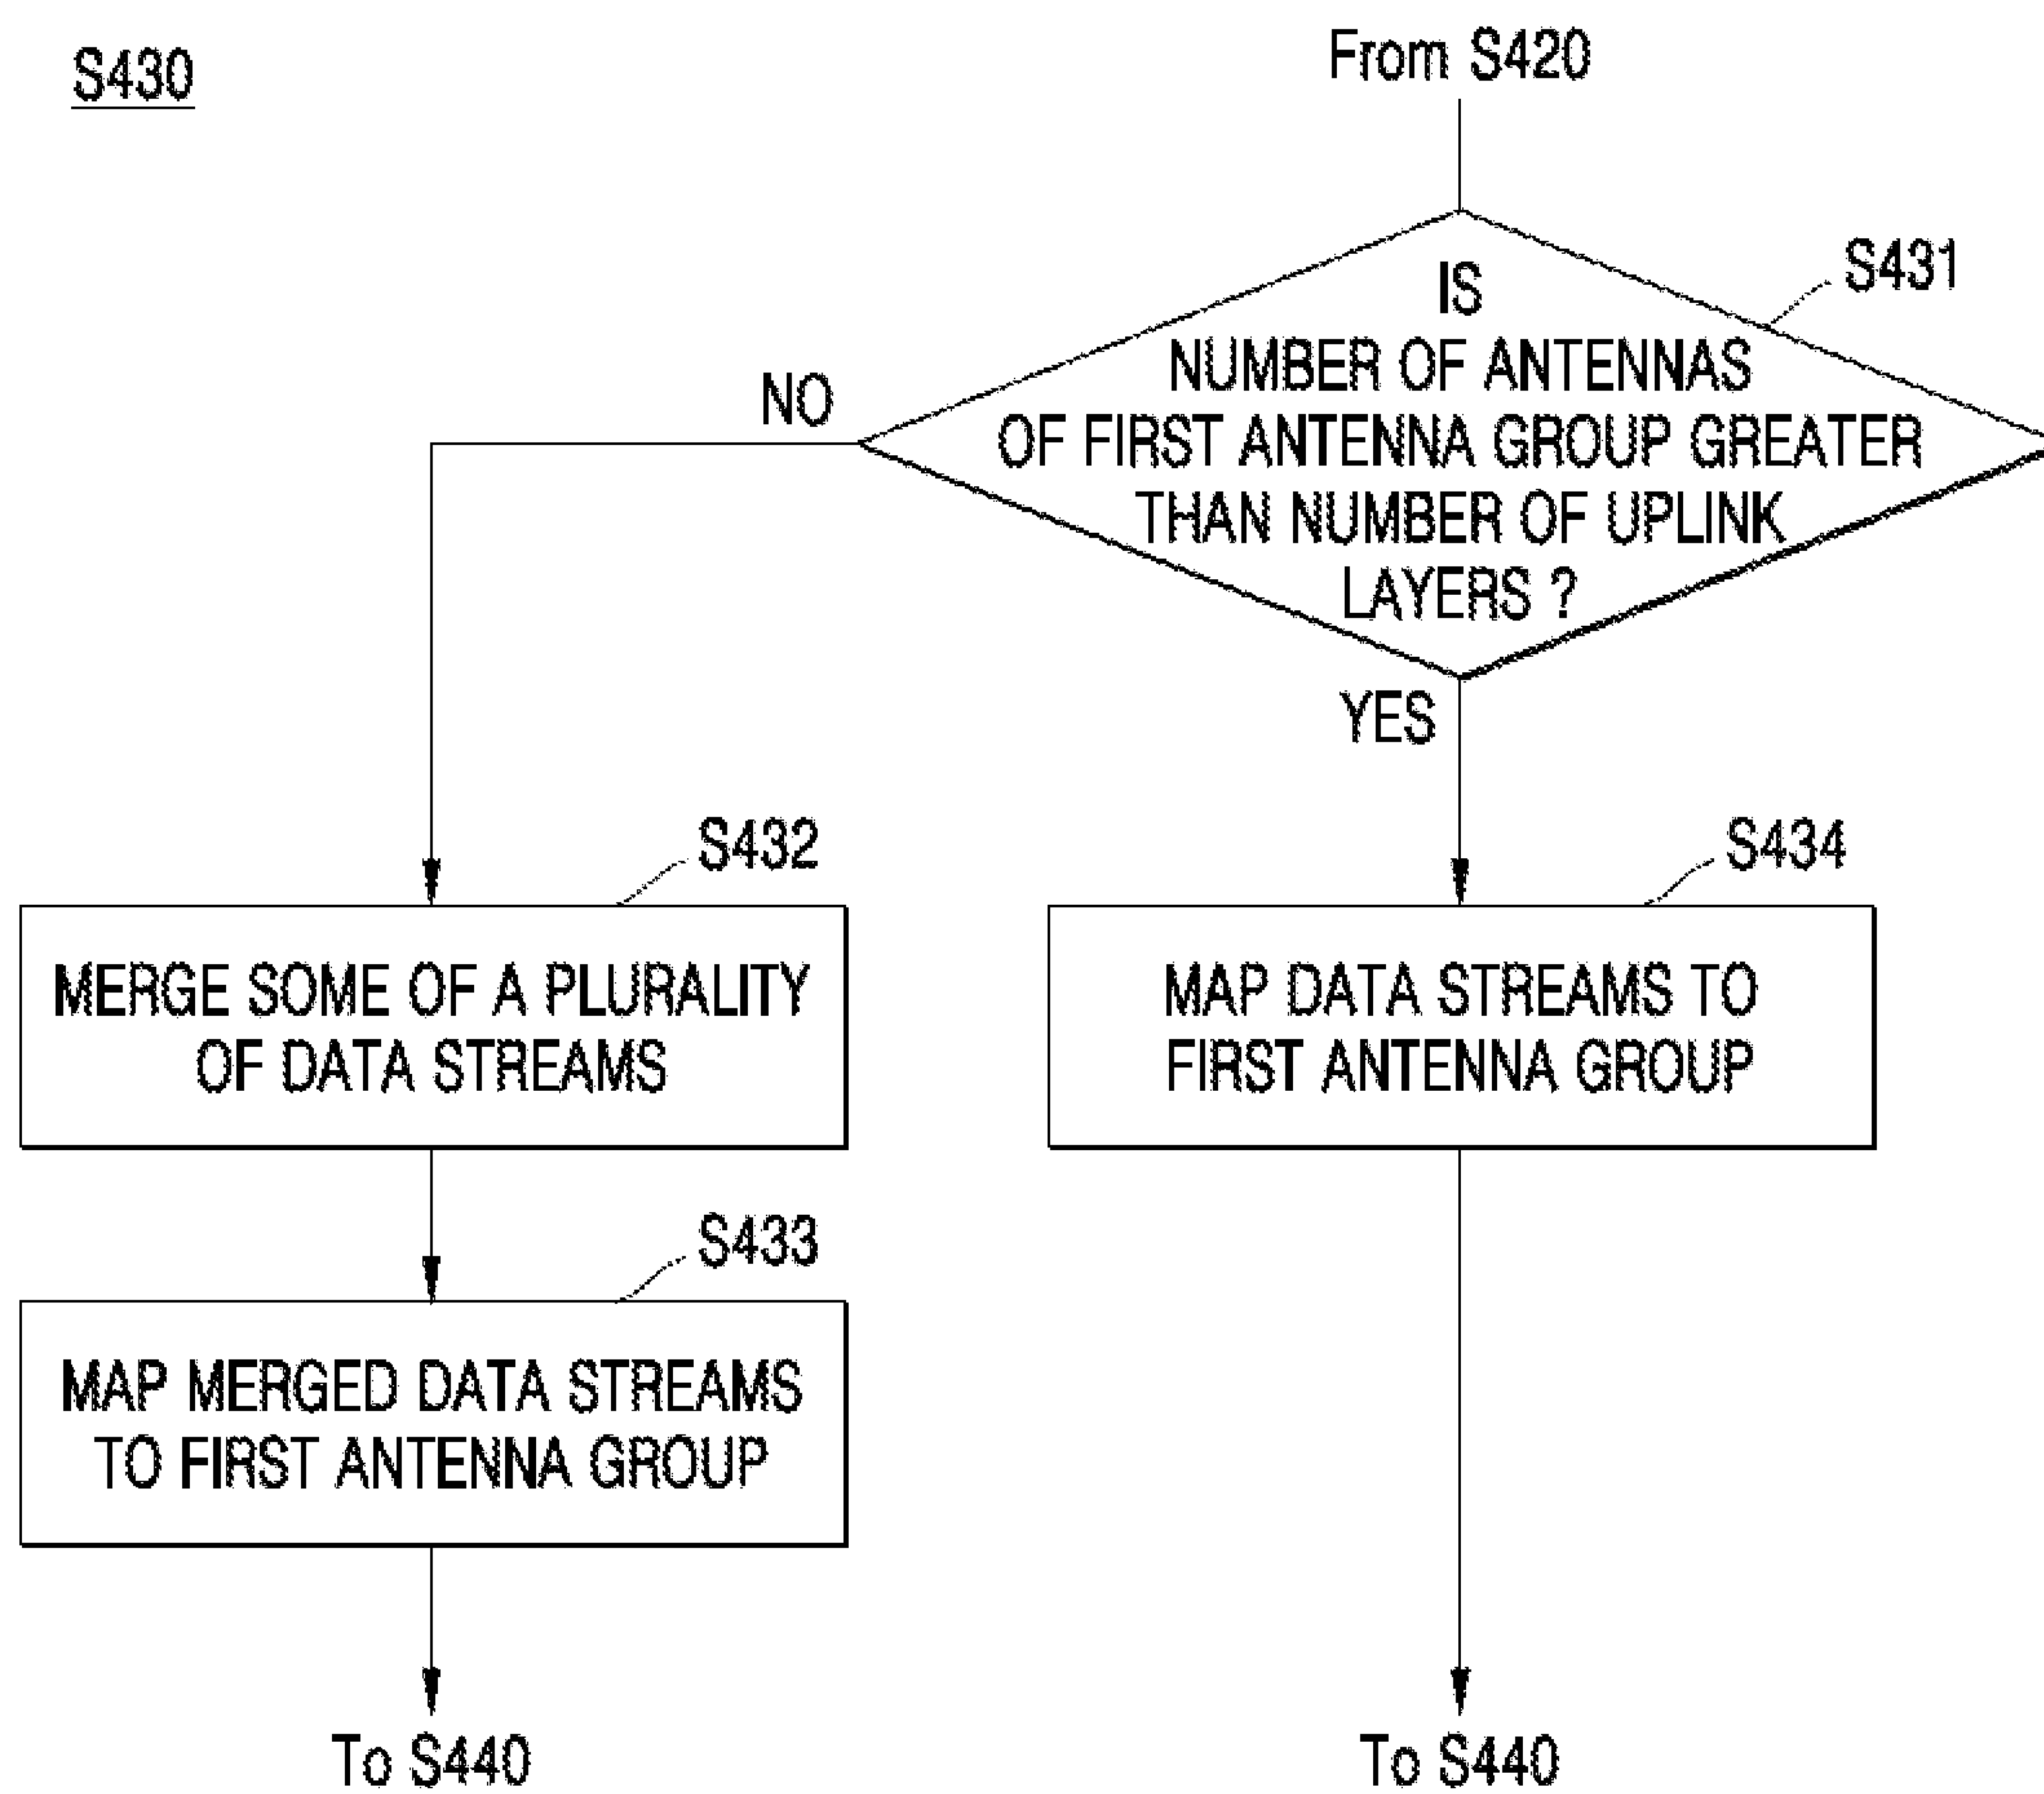 S430
From S420
S431
IS
NUMBER OF ANTENNAS
OF FIRST ANTENNA GROUP GREATER
THAN NUMBER OF UPLINK
LAYERS ?
NO
YES
S432
MERGE SOME OF A PLURALITY
OF DATA STREAMS
S434
MAP DATA STREAMS TO
FIRST ANTENNA GROUP
S433
MAP MERGED DATA STREAMS
TO FIRST ANTENNA GROUP
To S440
To S440